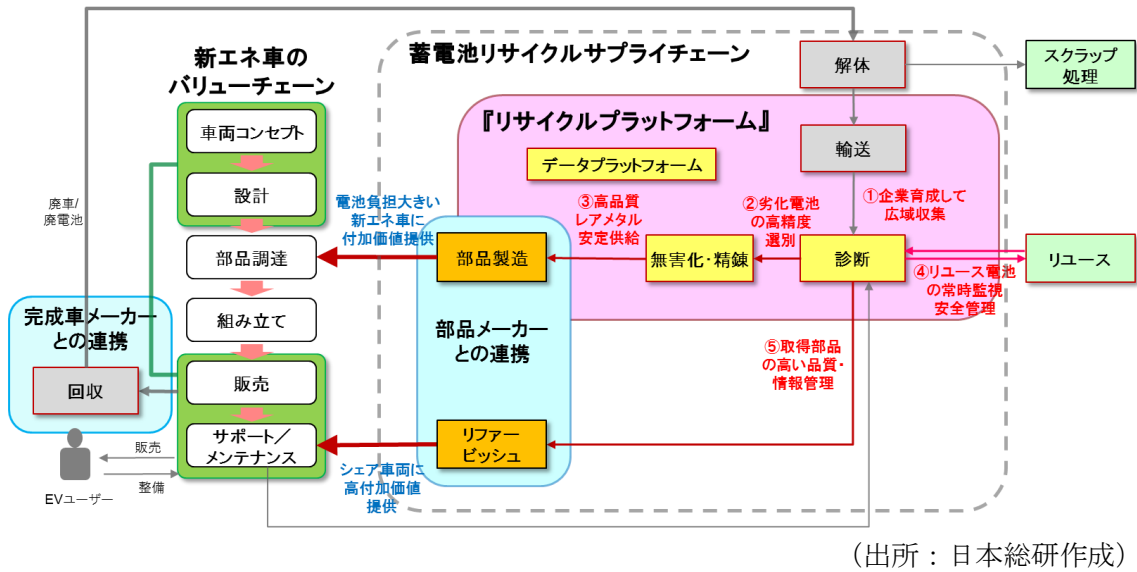 蓄電池リサイクルサプライチェーン
解体
スクラップ
処理
新エネ車の
バリューチェーン
『リサイクルプラットフォーム』
車両コンセプト
輸送
データプラットフォーム
設計
廃車/
廃電池
電池負担大きい
新エネ車に
付加価値提供
③高品質
レアメタル
安定供給
②劣化電池
の高精度
選別
①企業育成して
広域収集
部品調達
部品製造
無害化・精錬
診断
リユース
④リユース電池
の常時監視
安全管理
組み立て
完成車メーカー
との連携
部品メーカー
との連携
⑤取得部品
の高い品質・
情報管理
回収
販売
サポート/
メンテナンス
リファー
ビッシュ
販売
整備
EVユーザー
シェア車両に
高付加価値
提供
(出所：日本総研作成)